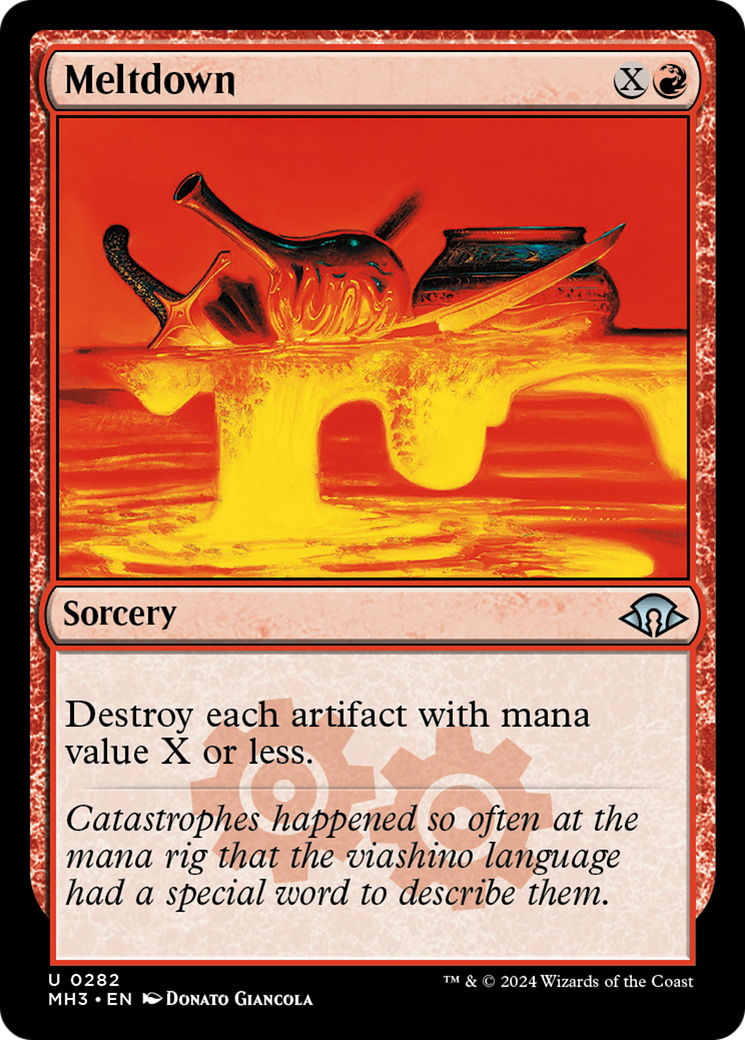 Meltdown X
Sorcery
Destroy each artifact with mana
value X or less.
Catastrophes happened so often at the
mana rig that the viashino language
had a special word to describe them.
U 0282
MH3 • EN Donato Giancola
™ & © 2024 Wizards of the Coast